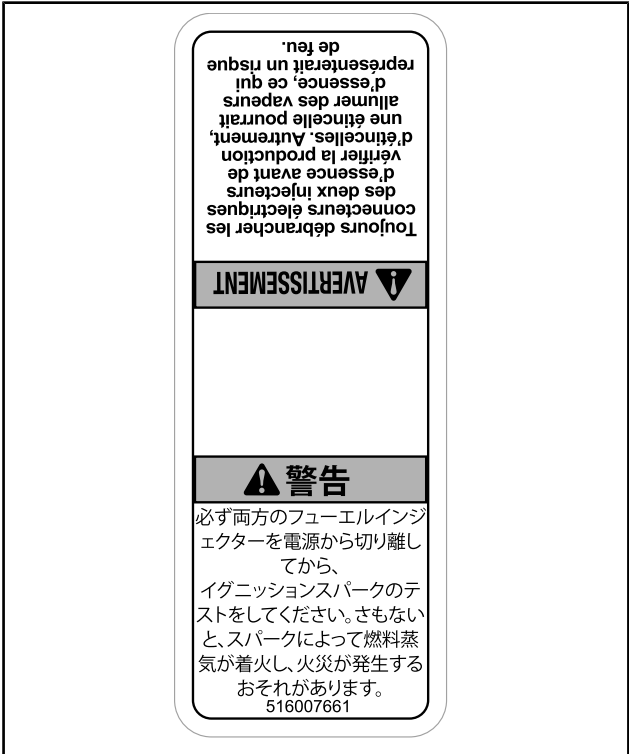 AVERTISSEMENT
Toujours débrancher les
connecteurs électriques
des deux injecteurs
d'essence avant de
vérifier la production
d'étincelles. Autrement,
une étincelle pourrait
allumer des vapeurs
d'essence, ce qui
représenterait un risque
de feu.
警告
必ず両方のフューエルインジ
ェクターを電源から切り離し
てから、
イグニッションスパークのテ
ストをしてください。さもない
と、スパークによって燃料蒸
気が着火し、火災が発生する
おそれがあります。
516007661